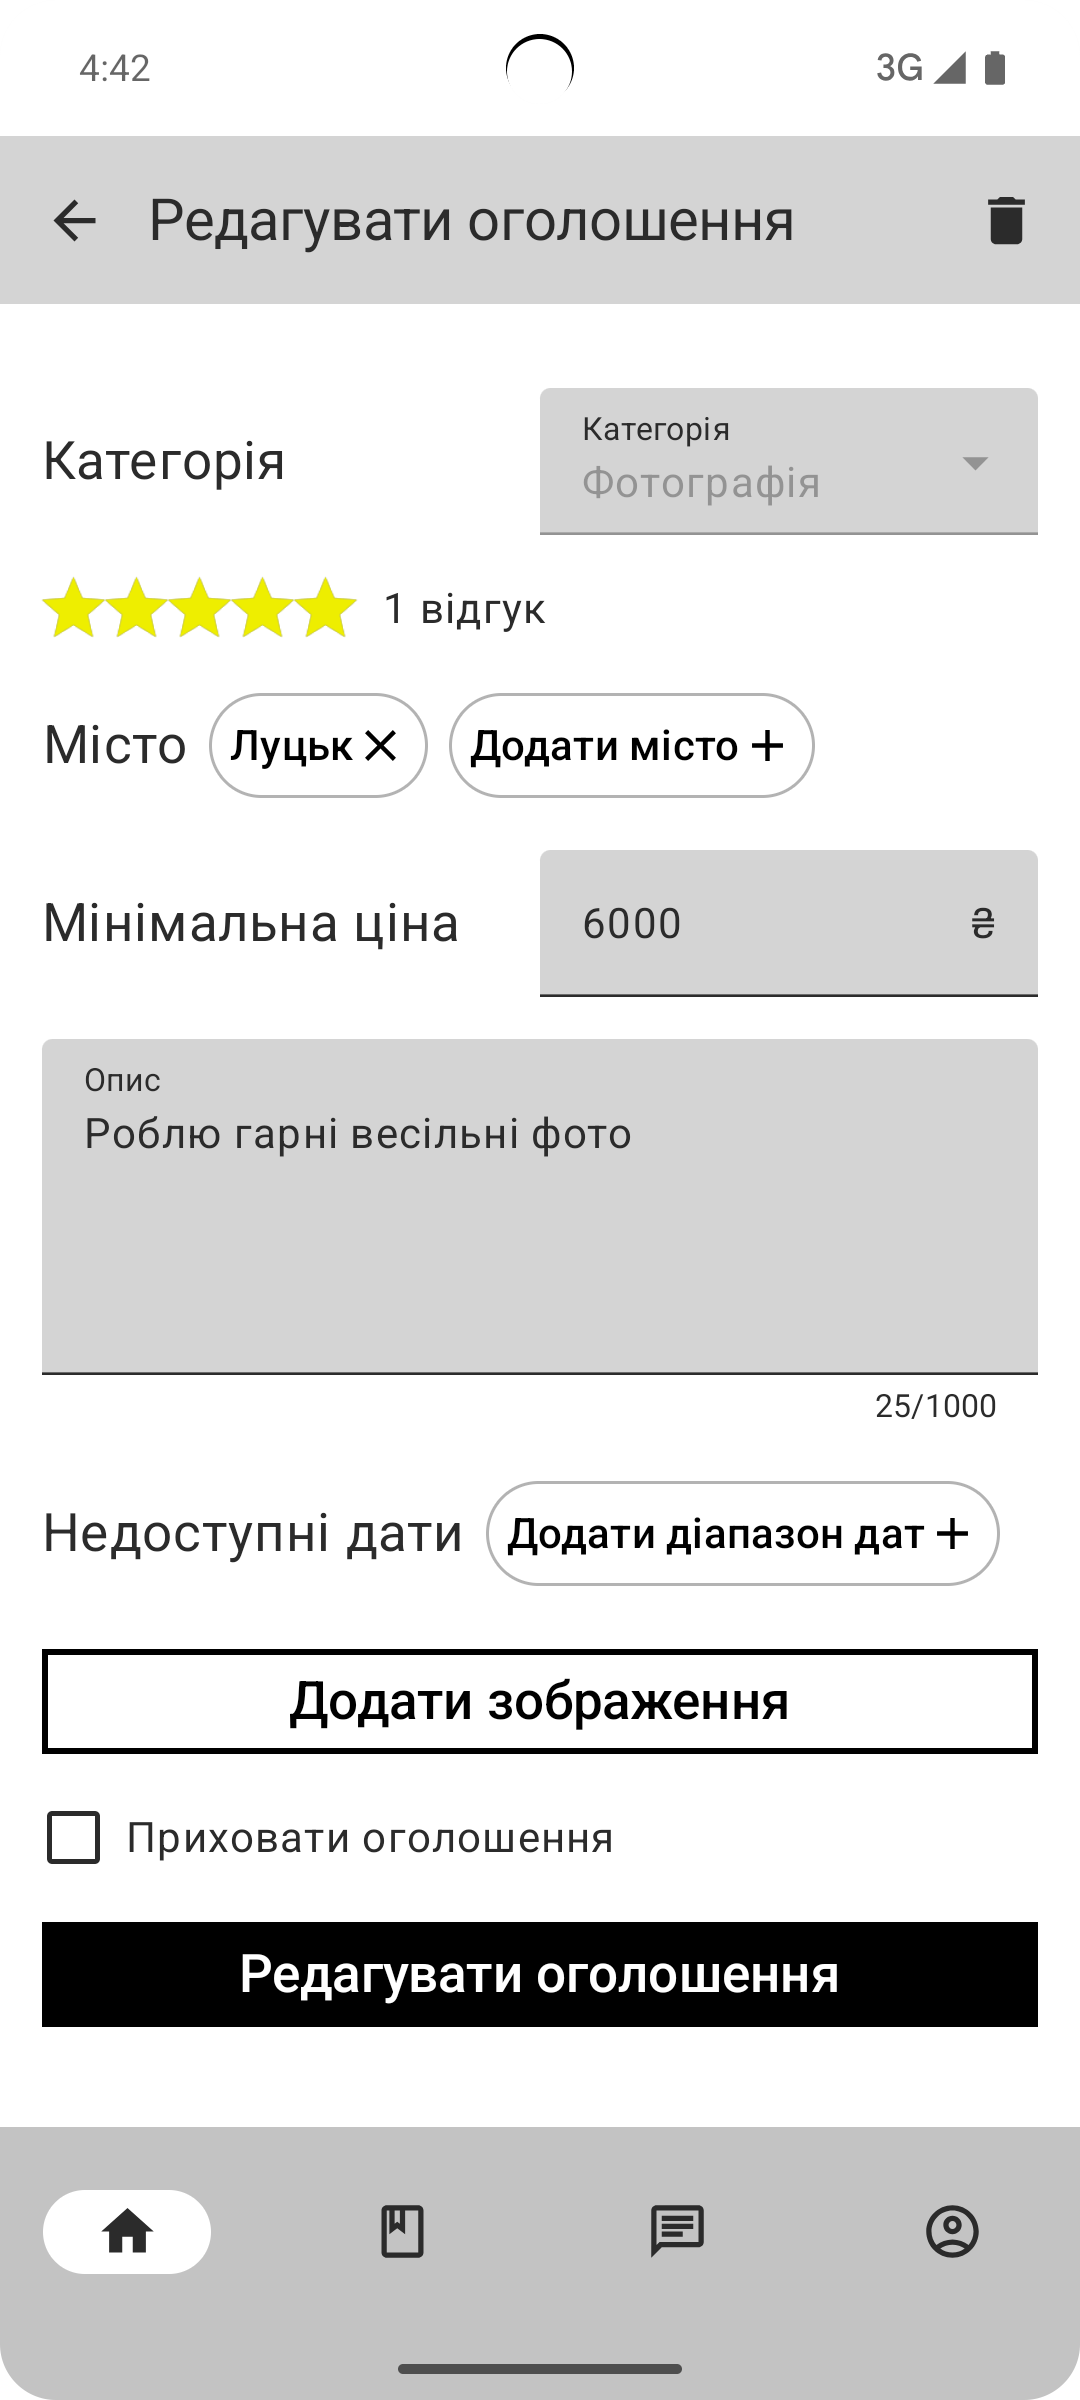 4:42
3G
Редагувати оголошення
Категорія
Категорія
Фотографія
1 відгук
Місто
Луцьк
Додати місто
Мінімальна ціна
6000 ₴
Опис
Роблю гарні весільні фото
25/1000
Недоступні дати
Додати діапазон дат
Додати зображення
Приховати оголошення
Редагувати оголошення